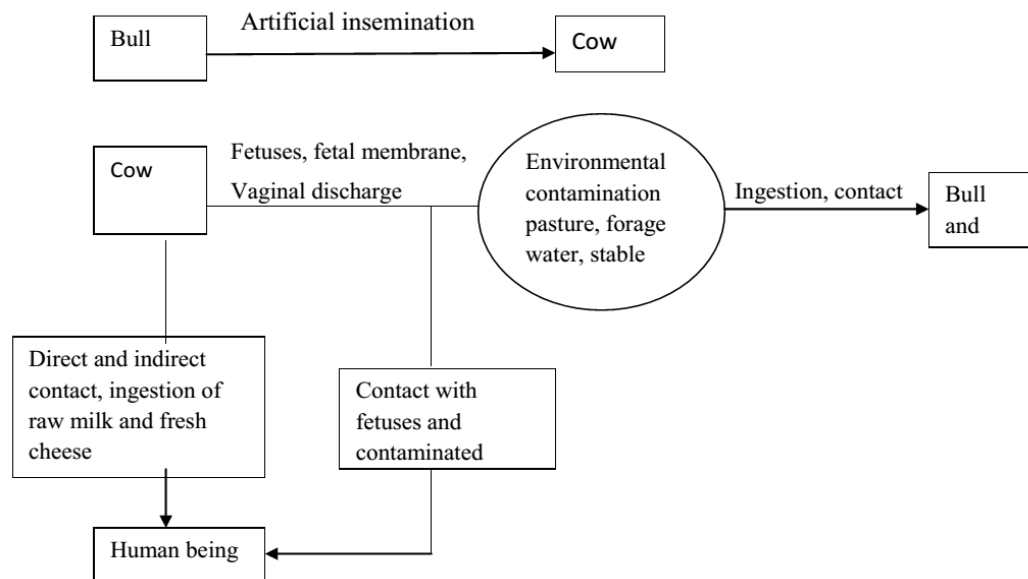 Artificial insemination
Bull
Cow
Cow
Fetuses, fetal membrane,
Vaginal discharge
Environmental
contamination
pasture, forage
water, stable
Ingestion, contact
Bull
and
Direct and indirect
contact, ingestion of
raw milk and fresh
cheese
Contact with
fetuses and
contaminated
Human being